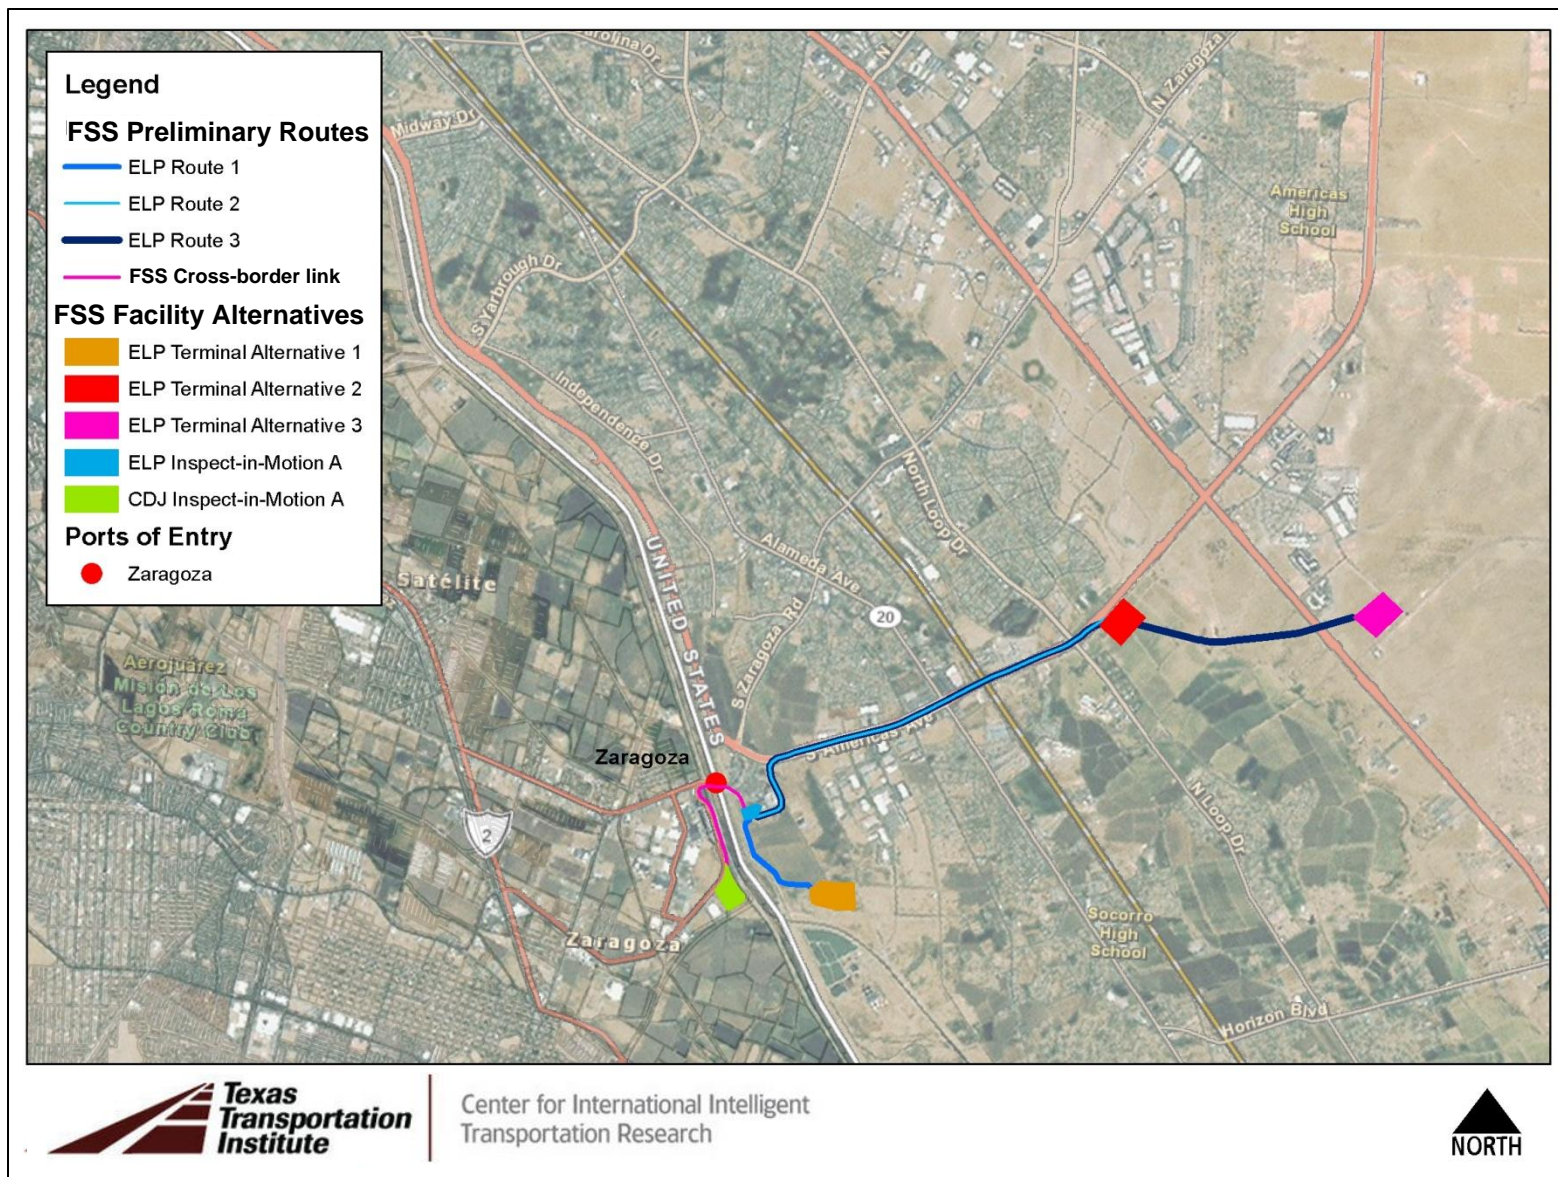 Legend
FSS Preliminary Routes
ELP Route 1
ELP Route 2
ELP Route 3
FSS Cross-border link
FSS Facility Alternatives
ELP Terminal Alternative 1
ELP Terminal Alternative 2
ELP Terminal Alternative 3
ELP Inspect-in-Motion A
CDJ Inspect-in-Motion A
Ports of Entry
Zaragoza
Carolina Dr
Midway Dr
N Zaragoza
Americas
High
School
S Yarbrough Dr
Independence Dr
North Loop Dr
Alameda Ave
UNITED STATES
Satélite
20
S Zaragoza Rd
Aerojuárez
Misión de Los
Lagos Roma
Country Club
S Americas Ave
Zaragoza
2
N Loop Dr
Zaragoza
Socorro
High
School
Horizon Blvd
Texas
Transportation
Institute
Center for International Intelligent
Transportation Research
NORTH